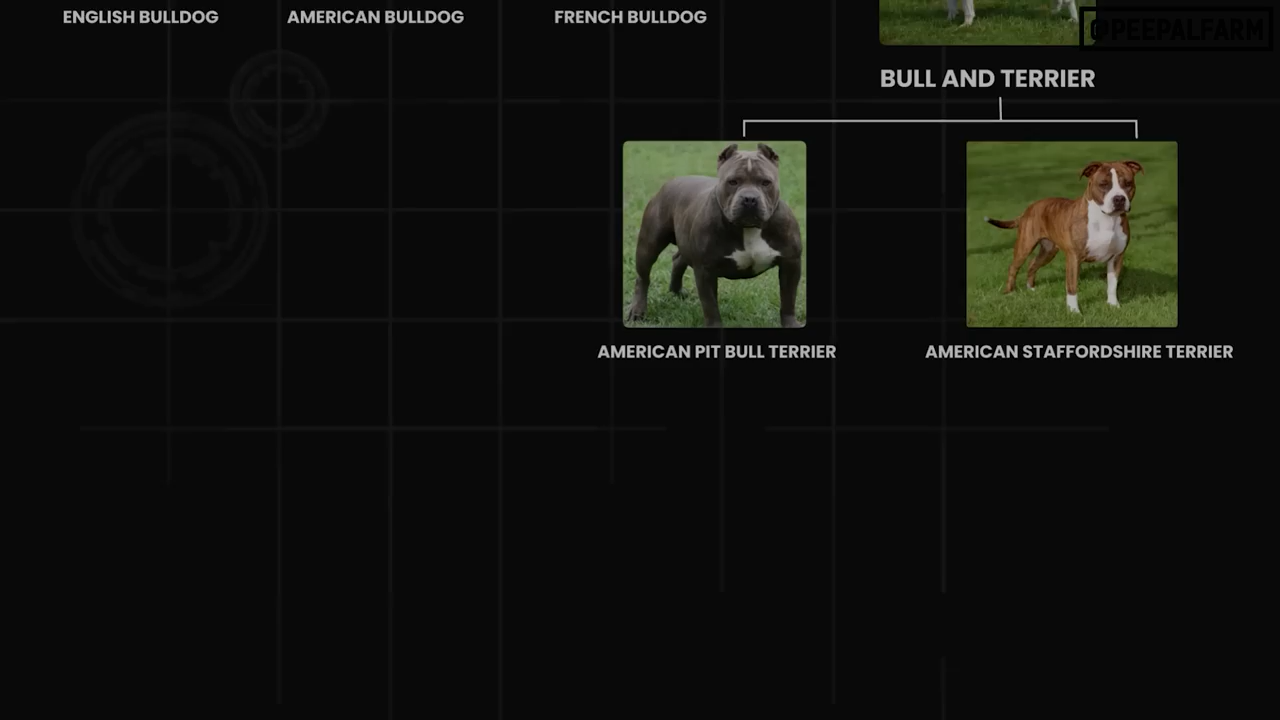 ENGLISH BULLDOG
AMERICAN BULLDOG
FRENCH BULLDOG
@PEEPALFARM
BULL AND TERRIER
AMERICAN PIT BULL TERRIER
AMERICAN STAFFORDSHIRE TERRIER